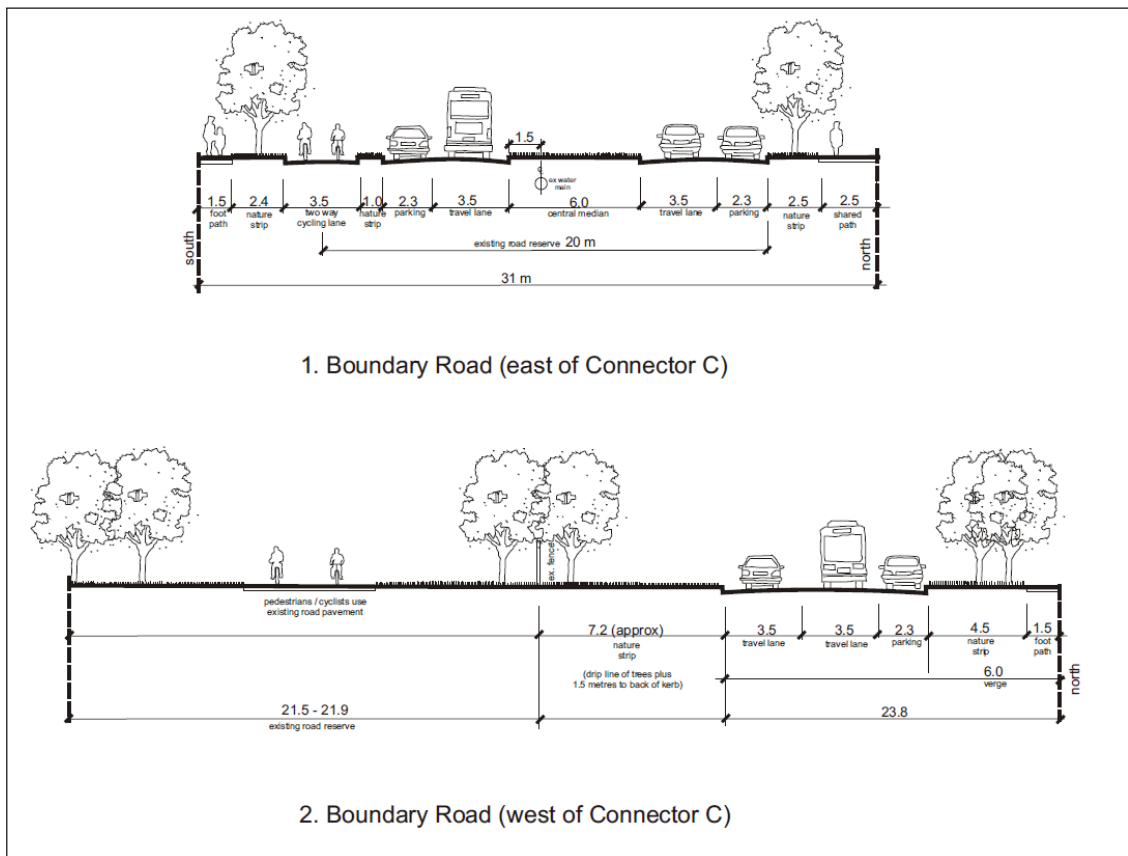 1.5
℄
ex water
main
1.5
foot
path
2.4
nature
strip
3.5
two way
cycling lane
1.0
nature
strip
2.3
parking
3.5
travel lane
6.0
central median
3.5
travel lane
2.3
parking
2.5
nature
strip
2.5
shared
path
existing road reserve 20 m
south
north
31 m
1. Boundary Road (east of Connector C)
ex. fence
pedestrians / cyclists use
existing road pavement
7.2 (approx)
nature
strip
(drip line of trees plus
1.5 metres to back of kerb)
3.5
travel lane
3.5
travel lane
2.3
parking
4.5
nature
strip
1.5
foot
path
6.0
verge
north
21.5 - 21.9
existing road reserve
23.8
2. Boundary Road (west of Connector C)